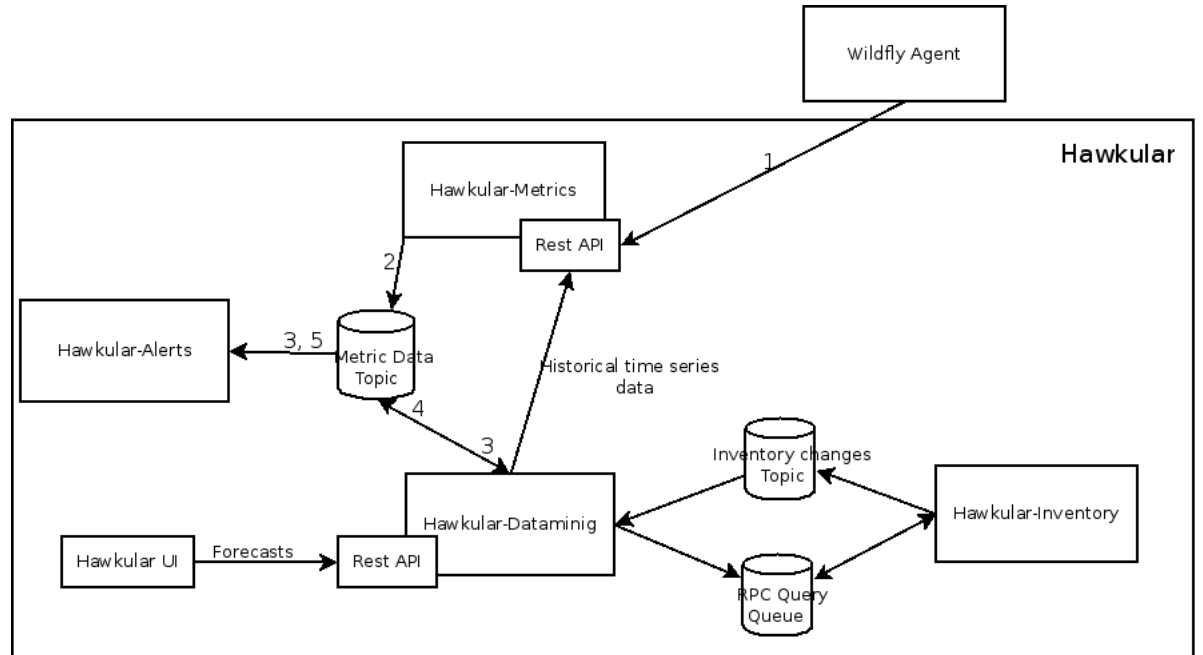 Wildfly Agent
Hawkular
1
Hawkular-Metrics
Rest API
2
Hawkular-Alerts
3, 5
Metric Data
Topic
Historical time series
data
4
3
Inventory changes
Topic
Hawkular-Dataminig
Hawkular-Inventory
Hawkular UI
Forecasts
Rest API
RPC Query
Queue